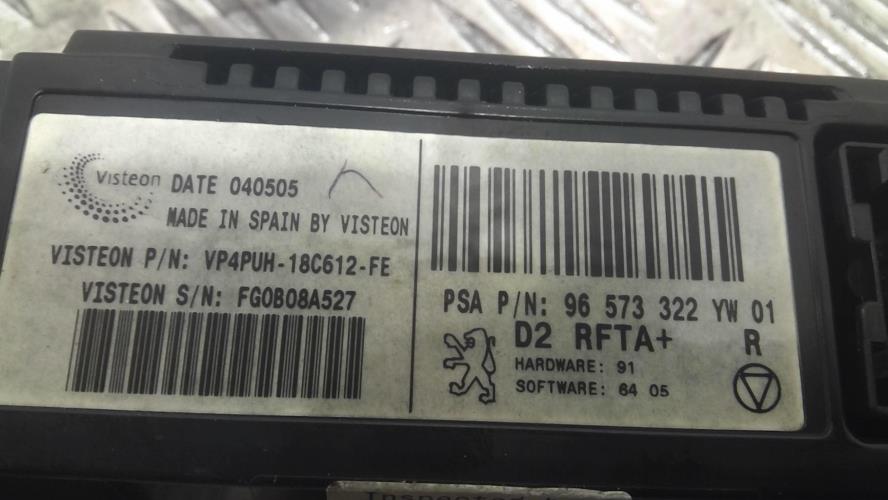 Visteon DATE 040505
MADE IN SPAIN BY VISTEON
VISTEON P/N: VP4PUH-18C612-FE
VISTEON S/N: FG0B08A527
PSA P/N: 96 573 322 YW 01
D2 RFTA+ R
HARDWARE: 91
SOFTWARE: 64 05